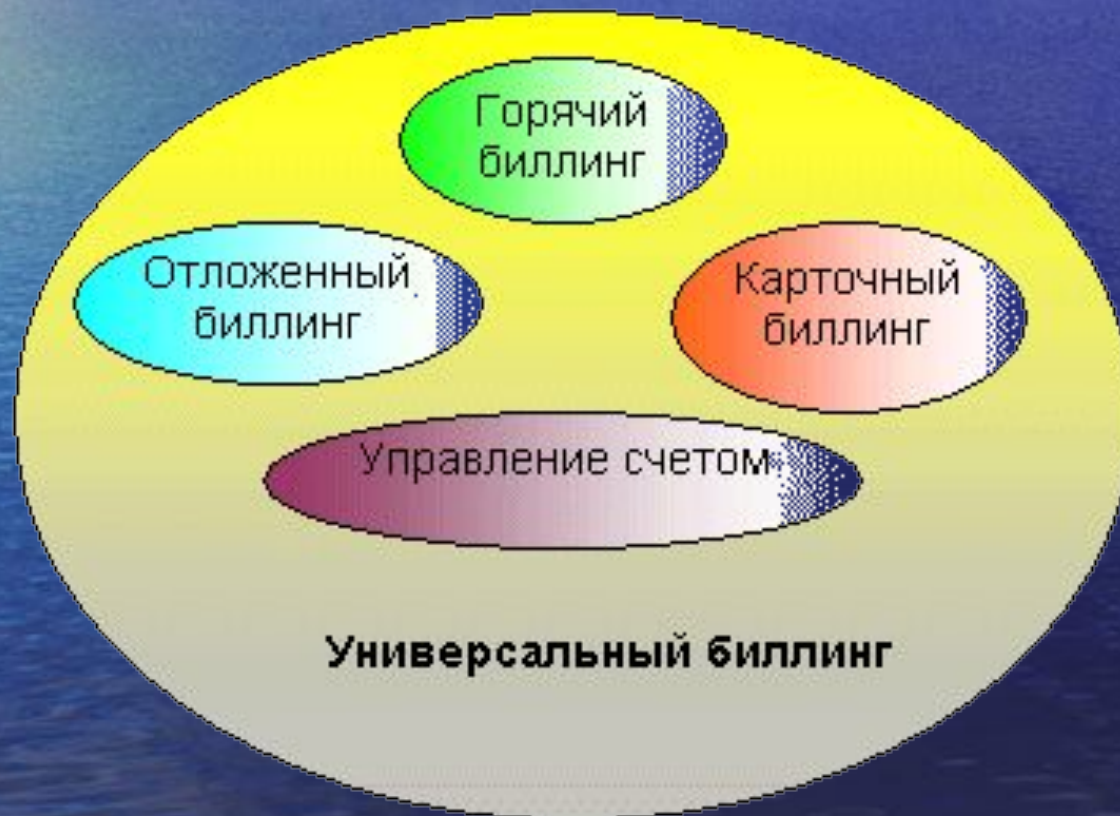 Горячий
биллинг
Отложенный
биллинг
Карточный
биллинг
Управление счетом
Универсальный биллинг